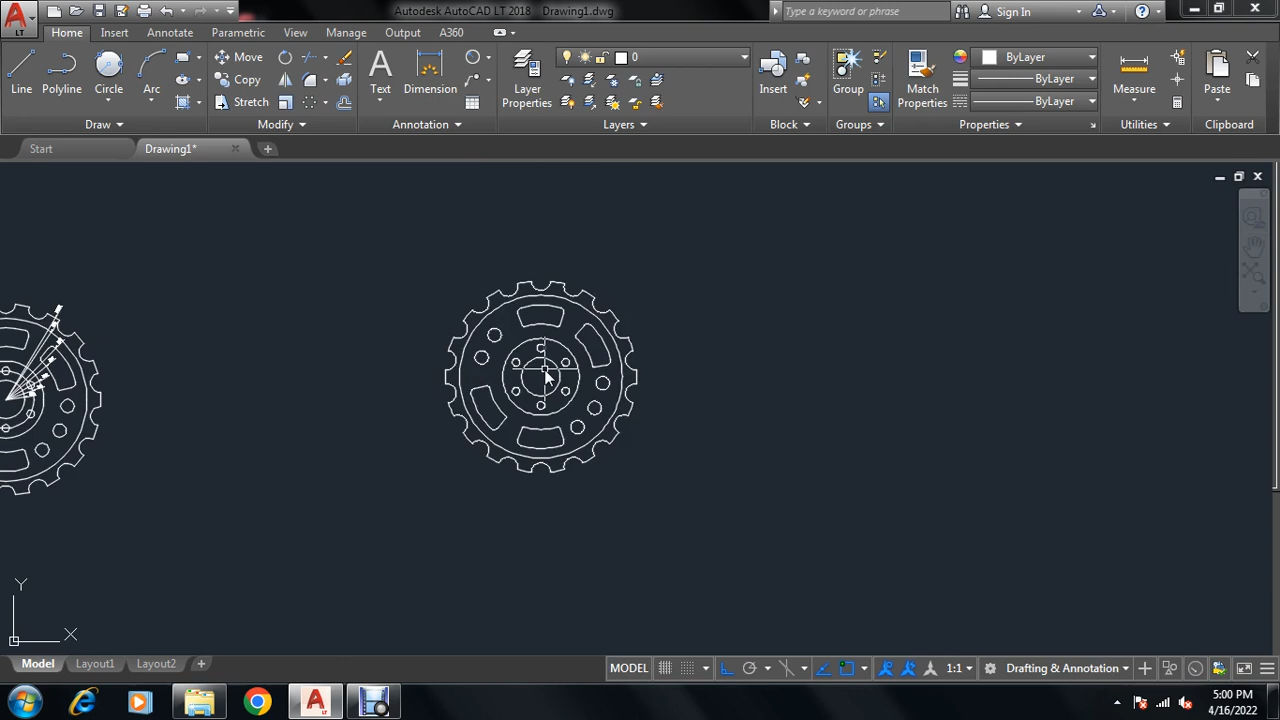 Autodesk AutoCAD LT 2018   Drawing1.dwg
Type a keyword or phrase
Sign In
LT
Home Insert Annotate Parametric View Manage Output A360
Line Polyline Circle Arc
Move
Copy
Stretch
Text Dimension
Layer Properties
0
Insert
Group
Match Properties
ByLayer
ByLayer
ByLayer
Measure
Paste
Draw Modify Annotation Layers Block Groups Properties Utilities Clipboard
Start Drawing1*
Y
X
Model Layout1 Layout2
MODEL 1:1 Drafting & Annotation
5:00 PM
4/16/2022